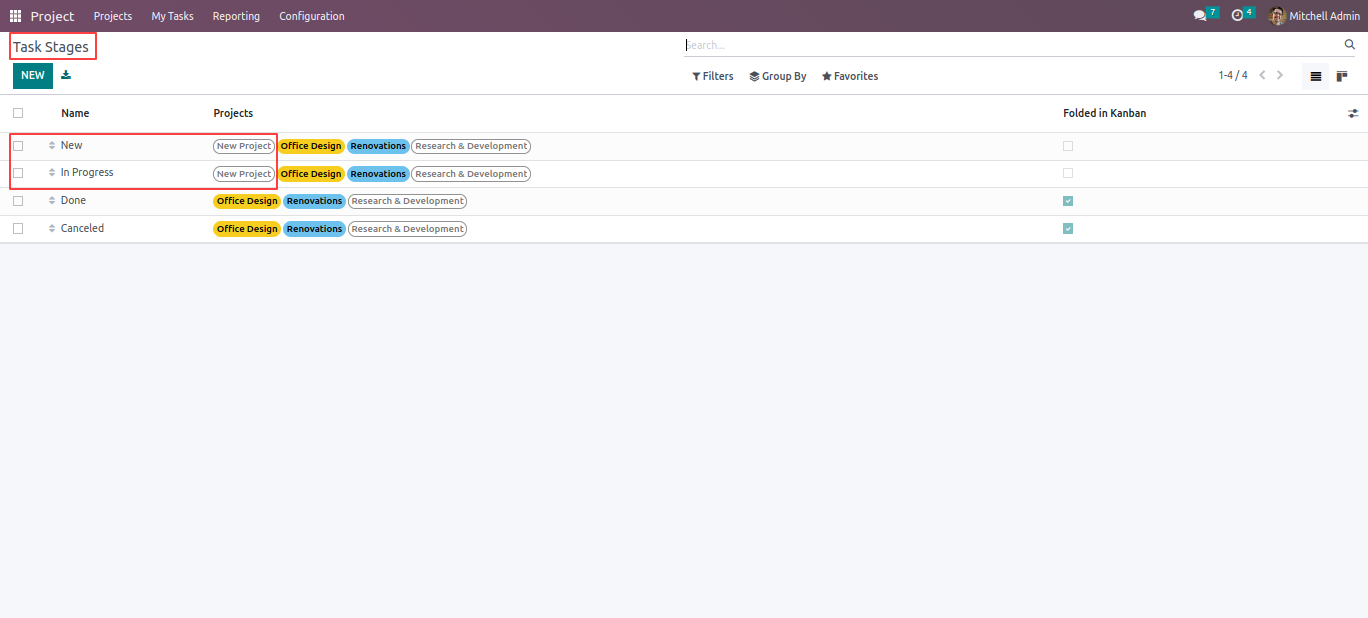 Project Projects My Tasks Reporting Configuration 7 4 Mitchell Admin
Task Stages Search...
NEW Filters Group By Favorites 1-4 / 4
Name Projects Folded in Kanban
New New Project Office Design Renovations Research & Development
In Progress New Project Office Design Renovations Research & Development
Done Office Design Renovations Research & Development
Canceled Office Design Renovations Research & Development